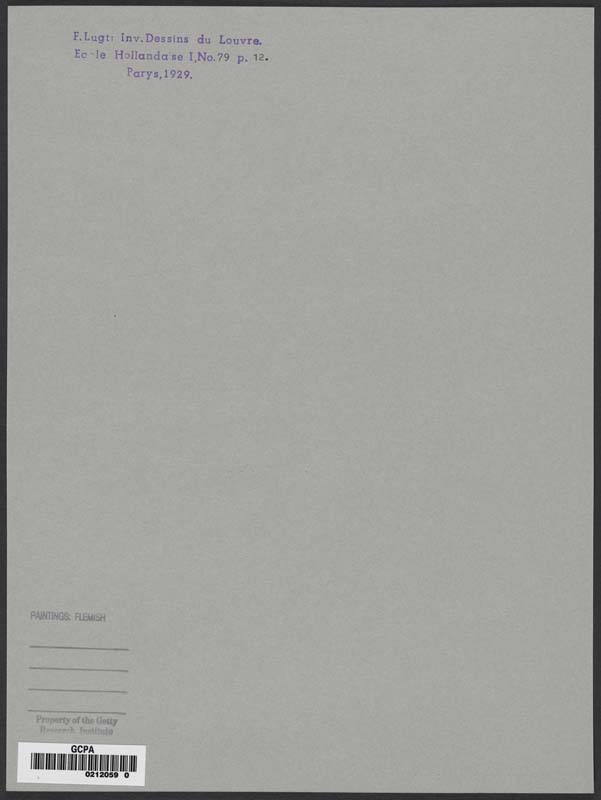 F.Lugt: Inv.Dessins du Louvre.
Ecole Hollandaise I,No.79 p. 12.
Parys,1929.
PAINTINGS: FLEMISH
Property of the Getty
Research Institute
GCPA
0212059 0